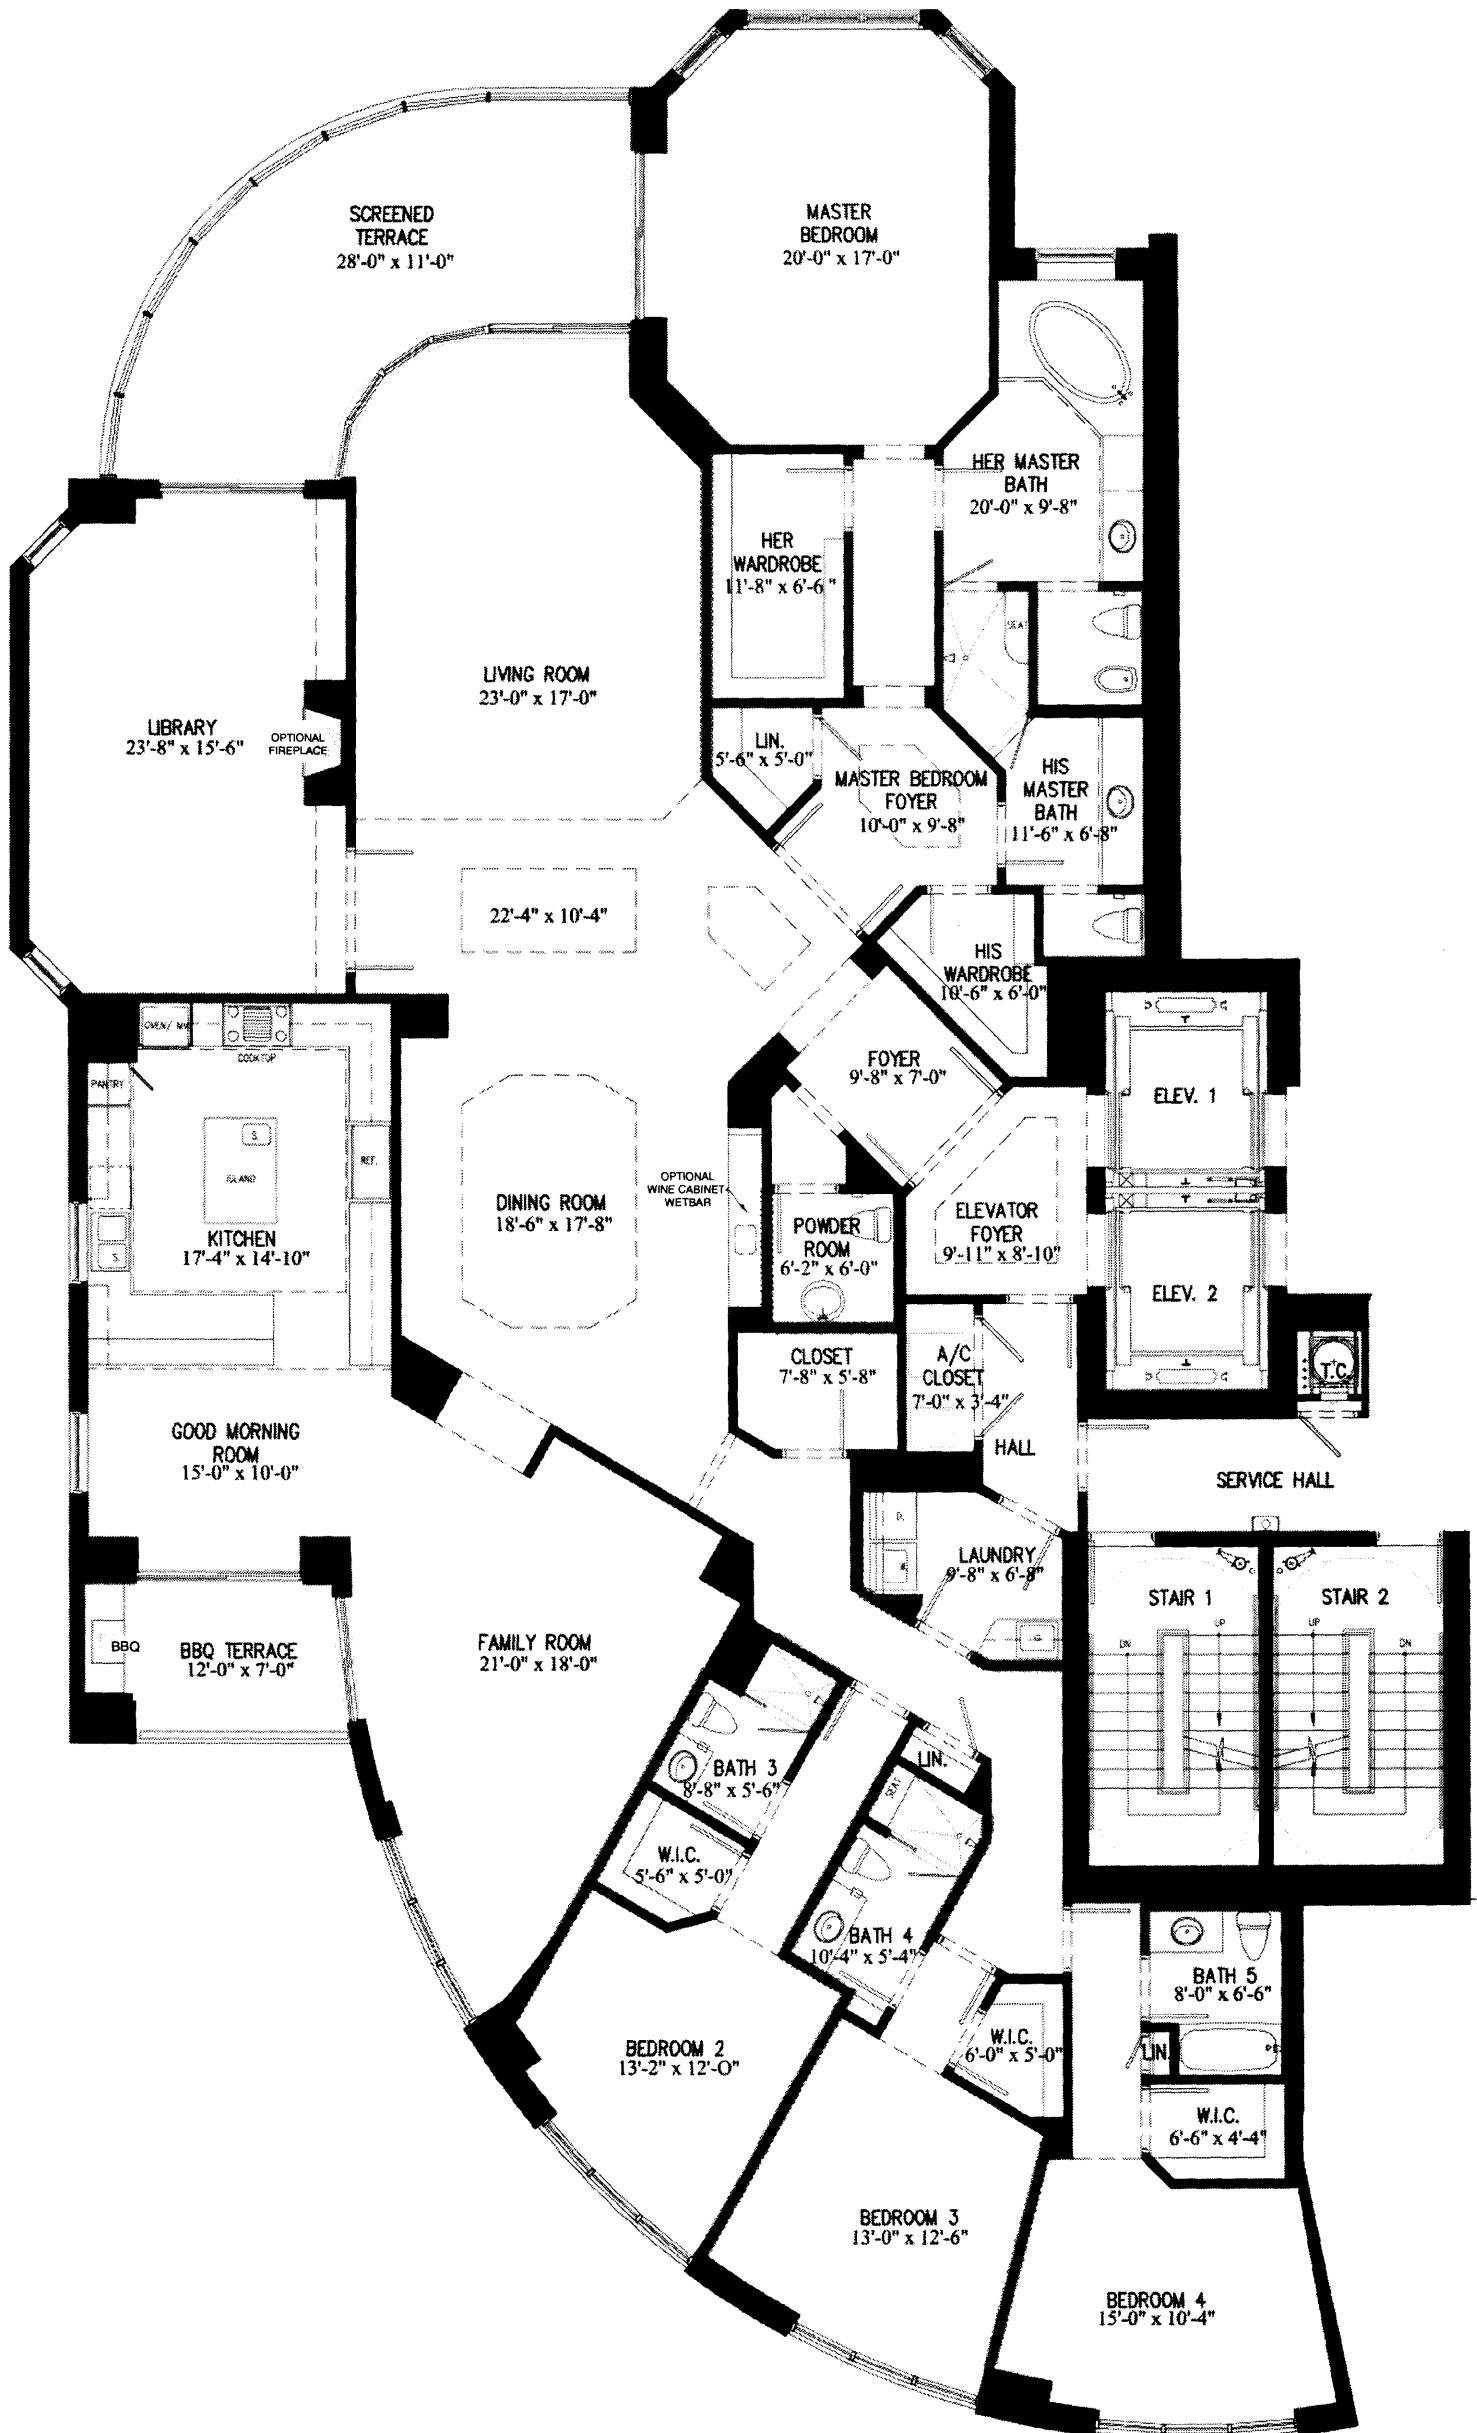 SCREENED
TERRACE
28'-0" x 11'-0"
MASTER
BEDROOM
20'-0" x 17'-0"
HER MASTER
BATH
20'-0" x 9'-8"
HER
WARDROBE
11'-8" x 6'-6"
SEAT
LIVING ROOM
23'-0" x 17'-0"
LIBRARY
23'-8" x 15'-6"
OPTIONAL
FIREPLACE
LIN.
5'-6" x 5'-0"
MASTER BEDROOM
FOYER
10'-0" x 9'-8"
HIS
MASTER
BATH
11'-6" x 6'-8"
22'-4" x 10'-4"
HIS
WARDROBE
10'-6" x 6'-0"
OVEN/ MW
COOKTOP
PANTRY
S.
ISLAND
REF.
S.
KITCHEN
17'-4" x 14'-10"
FOYER
9'-8" x 7'-0"
ELEV. 1
DINING ROOM
18'-6" x 17'-8"
OPTIONAL
WINE CABINET
WETBAR
POWDER
ROOM
6'-2" x 6'-0"
ELEVATOR
FOYER
9'-11" x 8'-10"
ELEV. 2
CLOSET
7'-8" x 5'-8"
A/C
CLOSET
7'-0" x 3'-4"
T.C.
GOOD MORNING
ROOM
15'-0" x 10'-0"
HALL
SERVICE HALL
D.
W
LAUNDRY
9'-8" x 6'-8"
STAIR 1
STAIR 2
UP
DN
UP
DN
BBQ
BBQ TERRACE
12'-0" x 7'-0"
FAMILY ROOM
21'-0" x 18'-0"
BATH 3
8'-8" x 5'-6"
LIN.
SEAT
W.I.C.
5'-6" x 5'-0"
BATH 4
10'-4" x 5'-4"
BATH 5
8'-0" x 6'-6"
BEDROOM 2
13'-2" x 12'-O"
W.I.C.
6'-0" x 5'-0"
LIN.
W.I.C.
6'-6" x 4'-4"
BEDROOM 3
13'-0" x 12'-6"
BEDROOM 4
15'-0" x 10'-4"